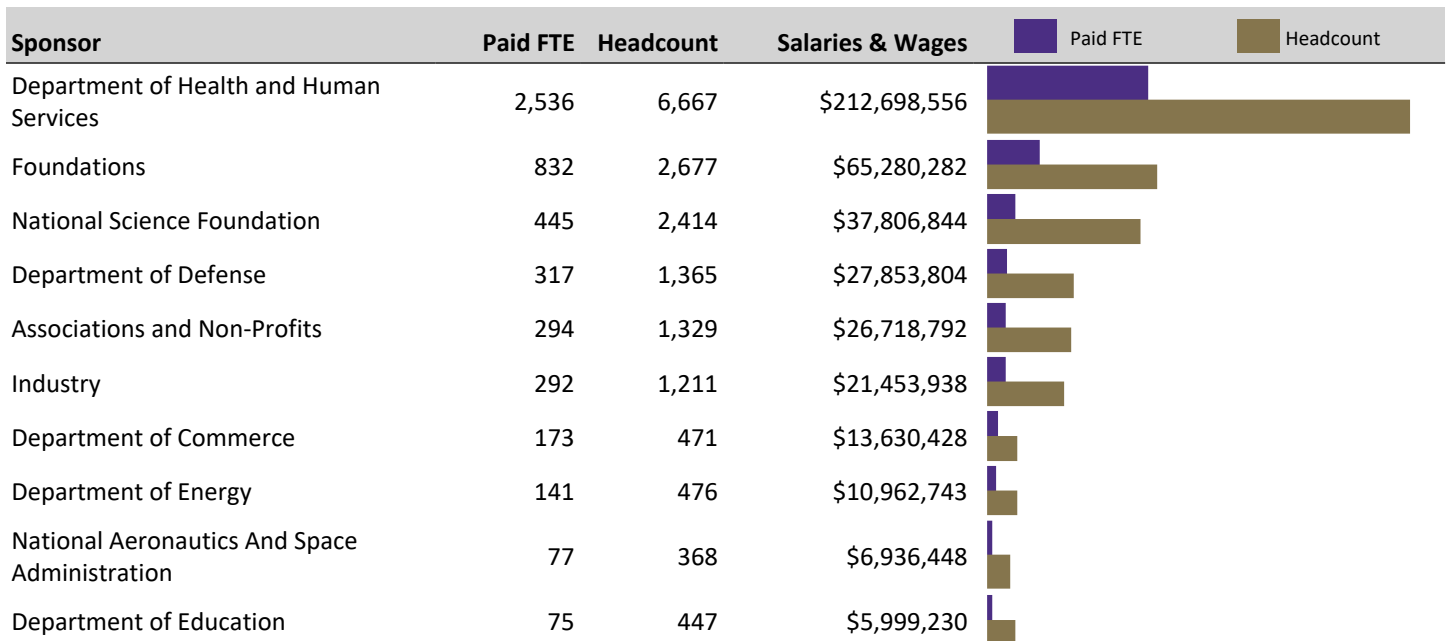 Sponsor Paid FTE Headcount Salaries & Wages Paid FTE Headcount
Department of Health and Human
Services 2,536 6,667 $212,698,556
Foundations 832 2,677 $65,280,282
National Science Foundation 445 2,414 $37,806,844
Department of Defense 317 1,365 $27,853,804
Associations and Non-Profits 294 1,329 $26,718,792
Industry 292 1,211 $21,453,938
Department of Commerce 173 471 $13,630,428
Department of Energy 141 476 $10,962,743
National Aeronautics And Space
Administration 77 368 $6,936,448
Department of Education 75 447 $5,999,230